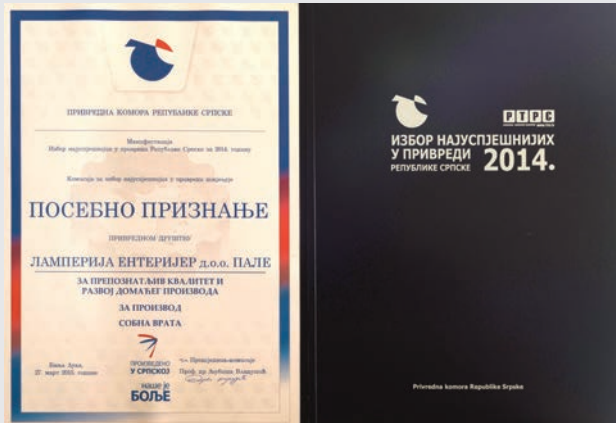 ПРИВРЕДНА КОМОРА РЕПУБЛИКЕ СРПСКЕ
Манифестација
Избор најуспјешнијих у привреди Републике Српске за 2014. годину
Комисија за избор најуспјешнијих у привреди додјељује
ПОСЕБНО ПРИЗНАЊЕ
ПРИВРЕДНОМ ДРУШТВУ
ЛАМПЕРИЈА ЕНТЕРИЈЕР д.о.о. ПАЛЕ
ЗА ПРЕПОЗНАТЉИВ КВАЛИТЕТ И
РАЗВОЈ ДОМАЋЕГ ПРОИЗВОДА
ЗА ПРОИЗВОД
СОБНА ВРАТА
Бања Лука,
27. март 2015. године
ПРОИЗВЕДЕНО
У СРПСКОЈ
наше је
БОЉЕ
Предсједник
Проф. др
РТРС
ИЗБОР НАЈУСПЈЕШНИЈИХ
У ПРИВРЕДИ
РЕПУБЛИКЕ СРПСКЕ
2014.
Privredna komora Republike Srpske